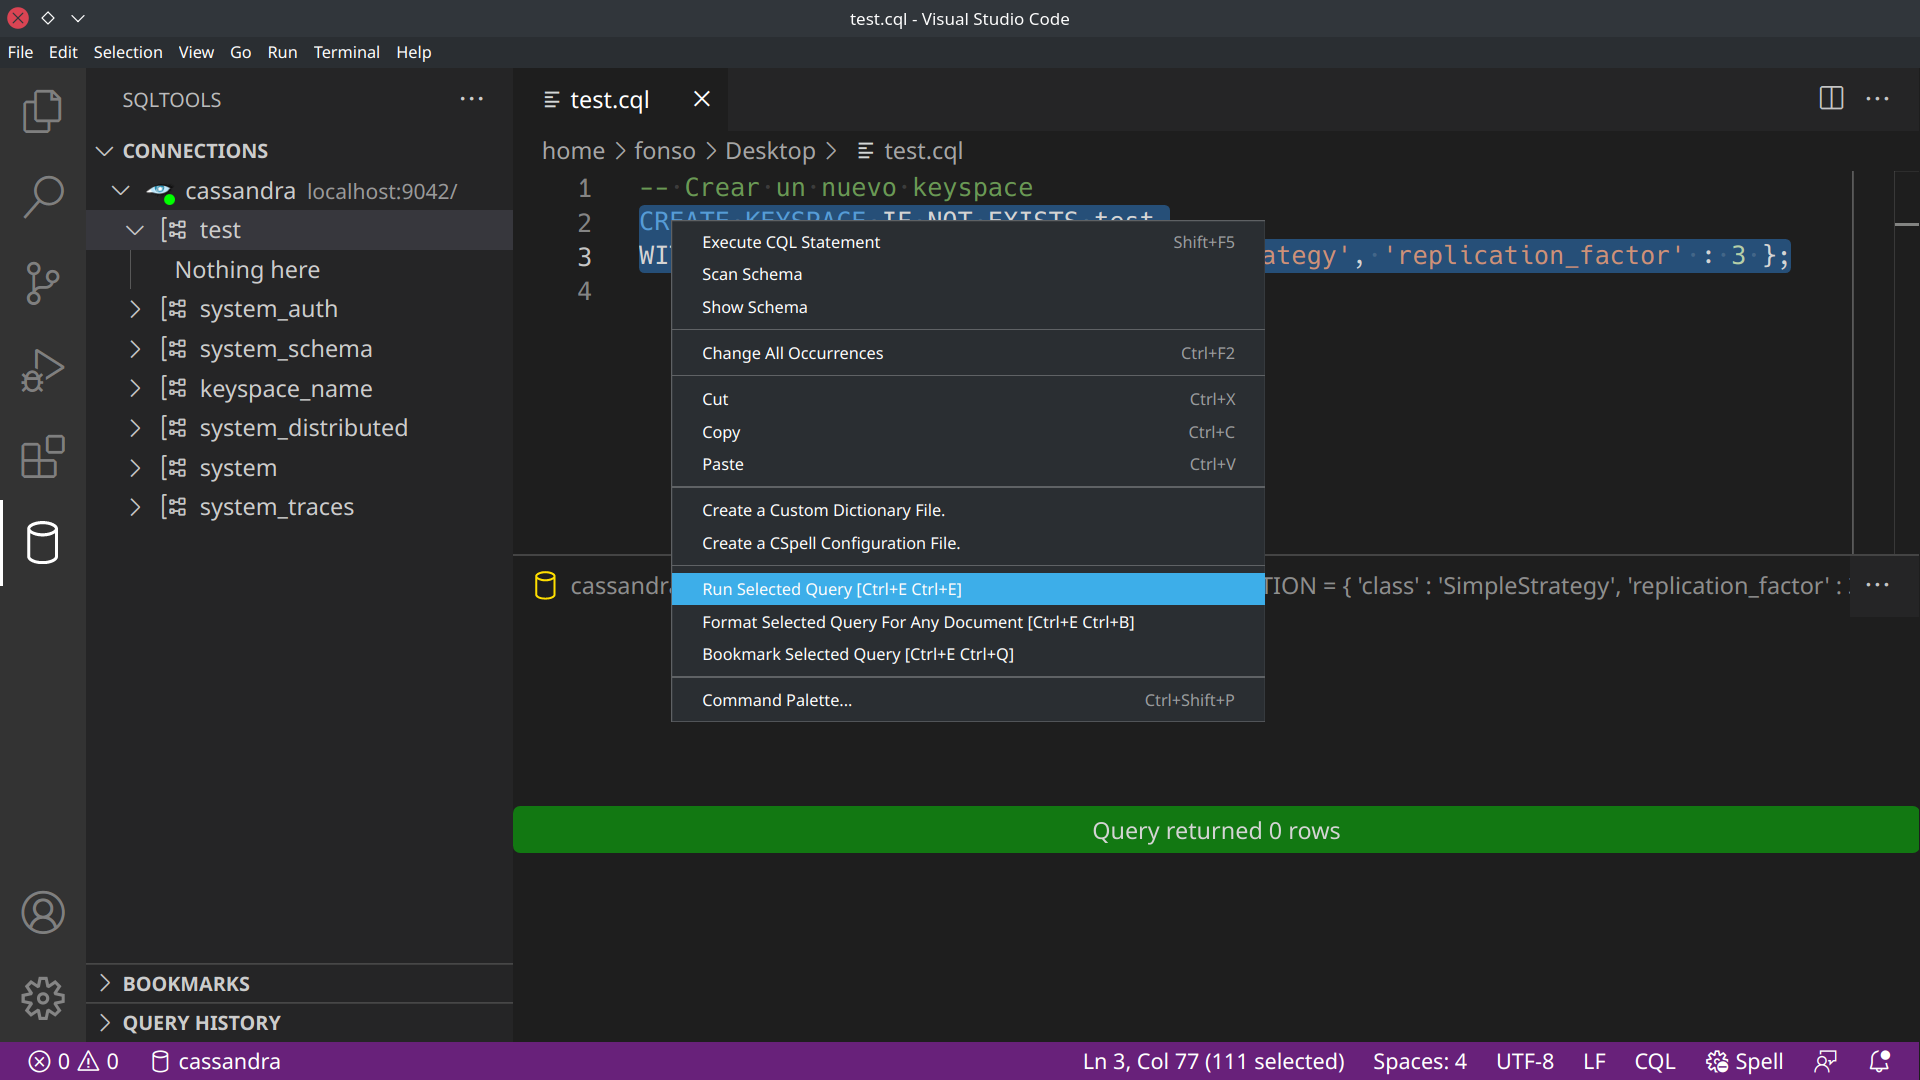 test.cql - Visual Studio Code
File Edit Selection View Go Run Terminal Help
SQLTOOLS
CONNECTIONS
cassandra localhost:9042/
test
Nothing here
system_auth
system_schema
keyspace_name
system_distributed
system
system_traces
BOOKMARKS
QUERY HISTORY
test.cql
home > fonso > Desktop > test.cql
1 -- Crear un nuevo keyspace
2 CREATE KEYSPACE IF NOT EXISTS test
3 WI ategy', 'replication_factor' : 3 };
4
Execute CQL Statement Shift+F5
Scan Schema
Show Schema
Change All Occurrences Ctrl+F2
Cut Ctrl+X
Copy Ctrl+C
Paste Ctrl+V
Create a Custom Dictionary File.
Create a CSpell Configuration File.
Run Selected Query [Ctrl+E Ctrl+E]
Format Selected Query For Any Document [Ctrl+E Ctrl+B]
Bookmark Selected Query [Ctrl+E Ctrl+Q]
Command Palette... Ctrl+Shift+P
cassandr TION = { 'class' : 'SimpleStrategy', 'replication_factor' :
Query returned 0 rows
0 0 cassandra Ln 3, Col 77 (111 selected) Spaces: 4 UTF-8 LF CQL Spell